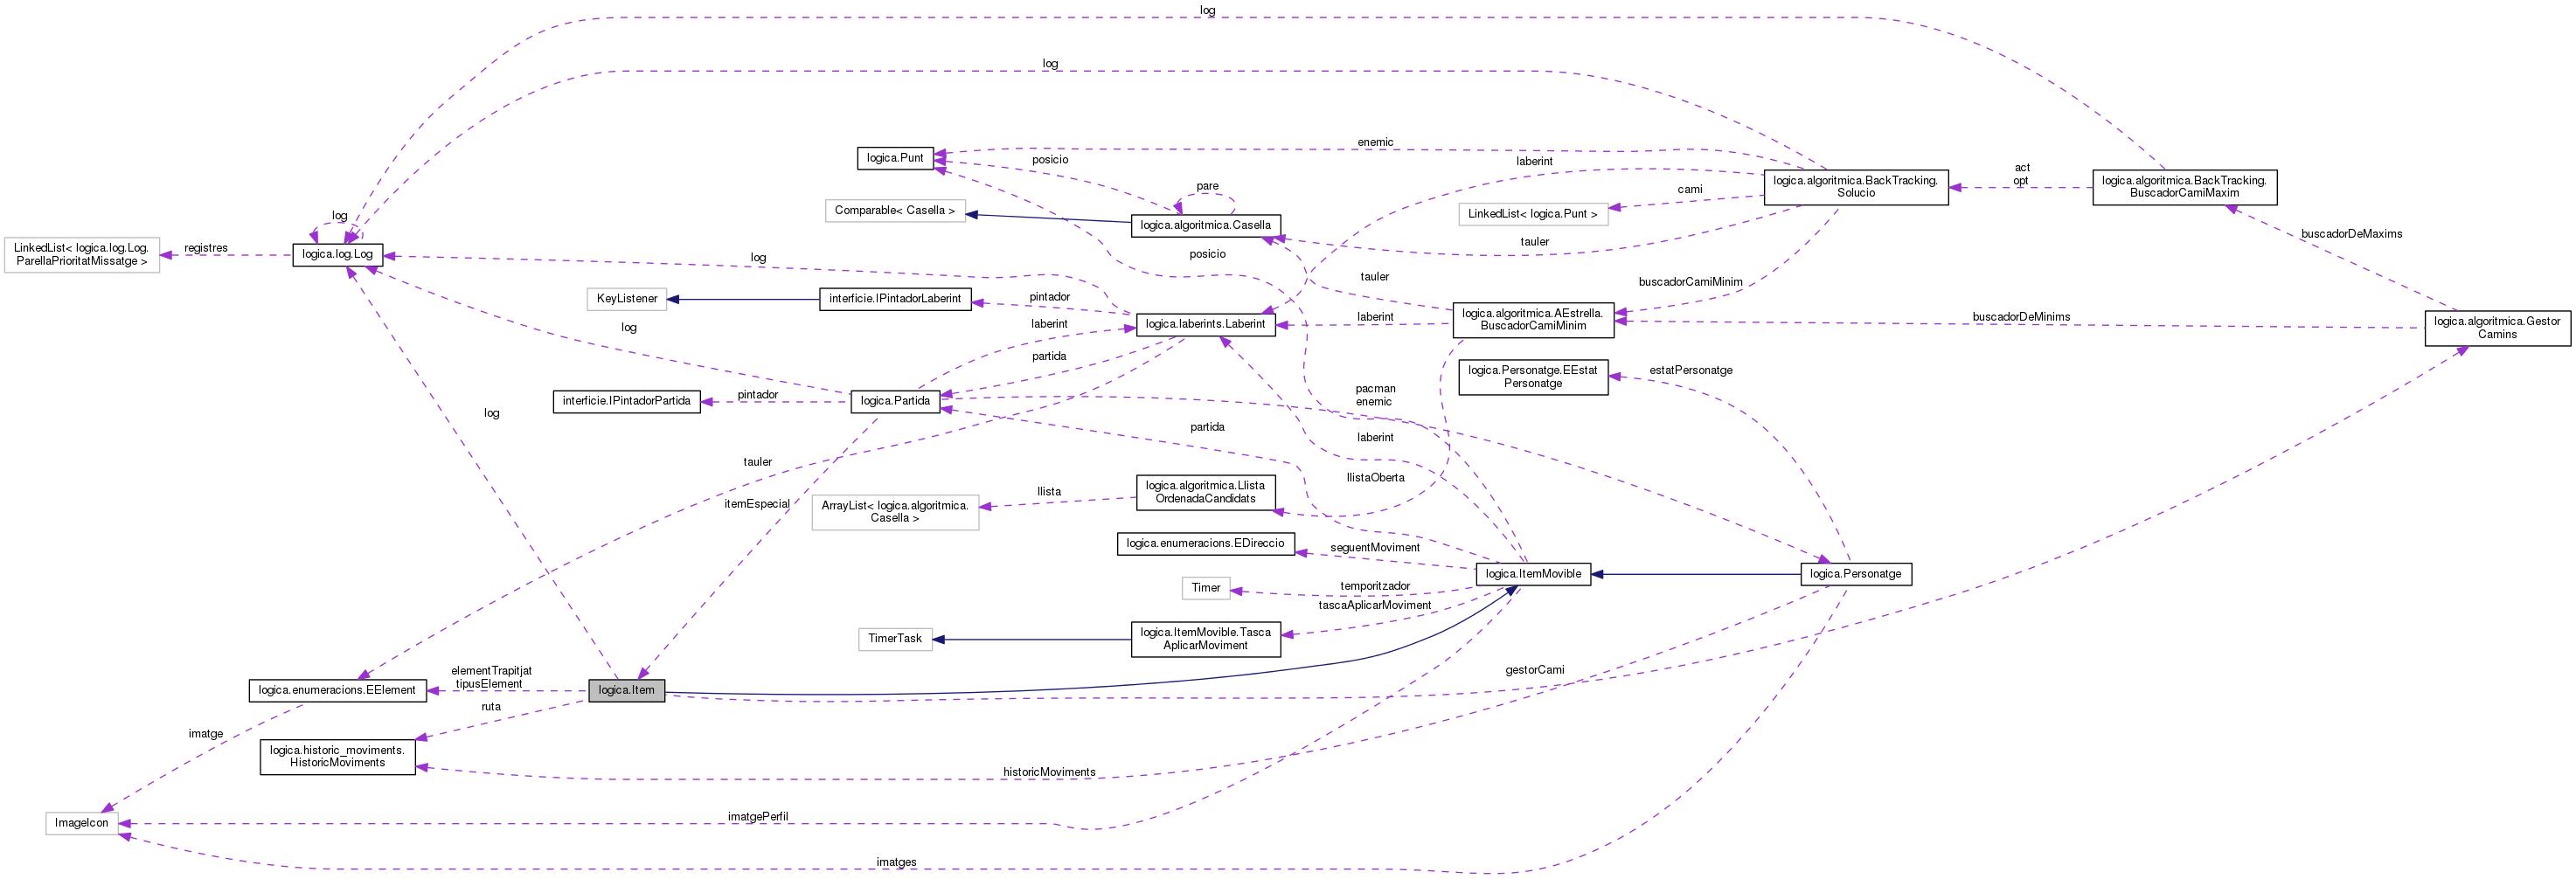 log
log
enemic
logica.Punt
posicio
laberint
act
opt
pare
logica.algoritmica.BackTracking.
Solucio
logica.algoritmica.BackTracking.
BuscadorCamiMaxim
cami
Comparable< Casella >
LinkedList< logica.Punt >
log
logica.algoritmica.Casella
LinkedList< logica.log.Log.
ParellaPrioritatMissatge >
registres
logica.log.Log
tauler
buscadorDeMaxims
log
posicio
tauler
buscadorCamiMinim
KeyListener
interficie.IPintadorLaberint
pintador
logica.algoritmica.AEstrella.
BuscadorCamiMinim
laberint
buscadorDeMinims
logica.algoritmica.Gestor
Camins
log
laberint
logica.laberints.Laberint
partida
logica.Personatge.EEstat
Personatge
estatPersonatge
interficie.IPintadorPartida
pintador
logica.Partida
pacman
enemic
log
partida
laberint
tauler
llistaOberta
itemEspecial
ArrayList< logica.algoritmica.
Casella >
llista
logica.algoritmica.Llista
OrdenadaCandidats
logica.enumeracions.EDireccio
seguentMoviment
logica.ItemMovible
logica.Personatge
Timer
temporitzador
tascaAplicarMoviment
TimerTask
logica.ItemMovible.Tasca
AplicarMoviment
gestorCami
logica.enumeracions.EElement
elementTrapitjat
tipusElement
logica.Item
ruta
imatge
logica.historic_moviments.
HistoricMoviments
historicMoviments
ImageIcon
imatgePerfil
imatges